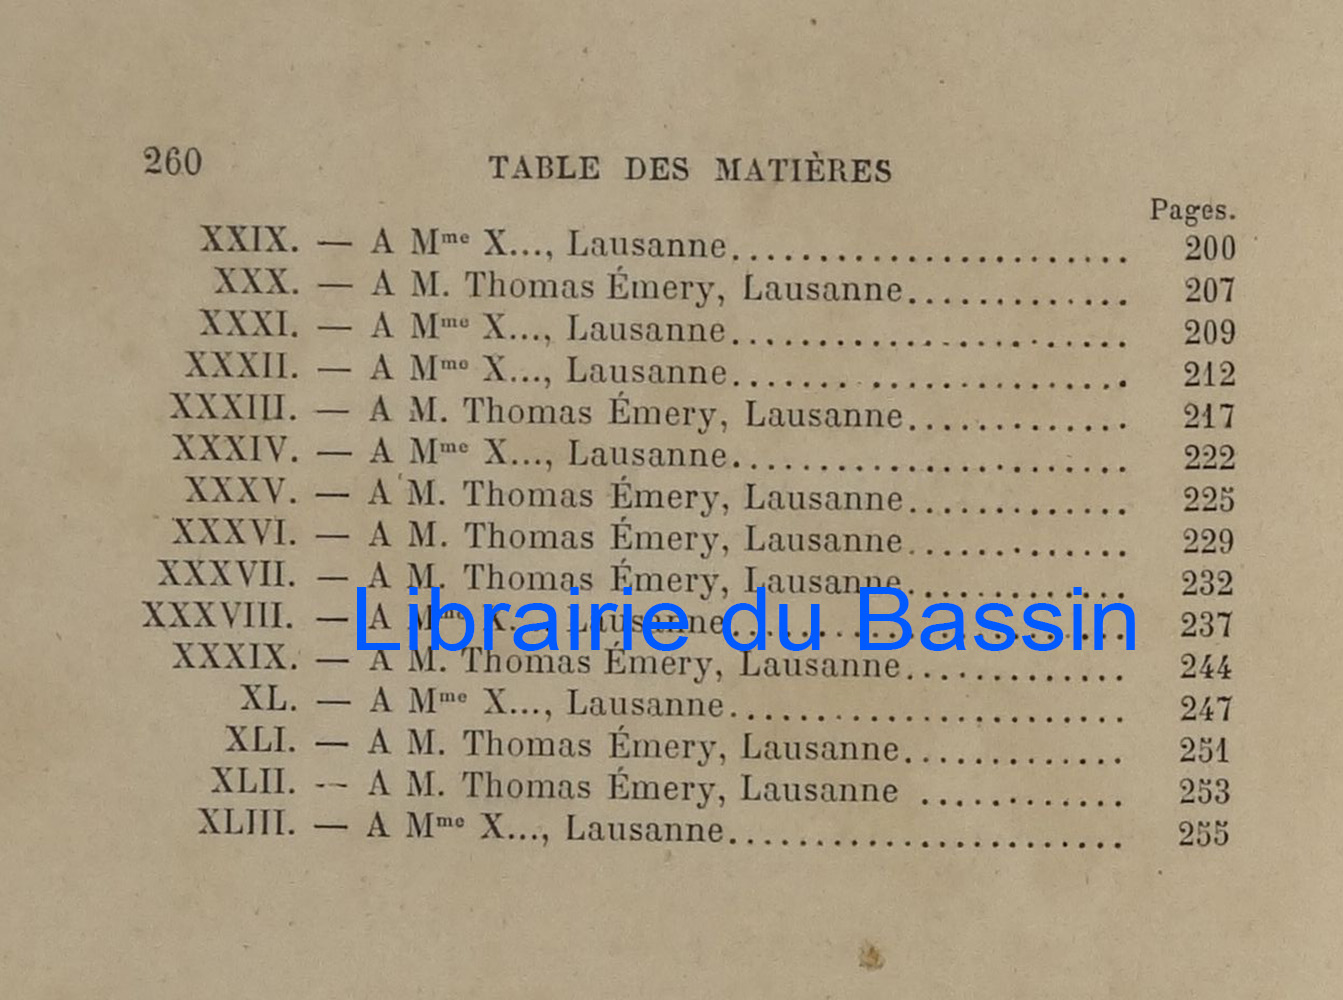 260 TABLE DES MATIÈRES
Pages.
XXIX. — A Mme X..., Lausanne........................ 200
XXX. — A M. Thomas Émery, Lausanne............. 207
XXXI. — A Mme X..., Lausanne........................ 209
XXXII. — A Mme X..., Lausanne........................ 212
XXXIII. — A M. Thomas Émery, Lausanne............. 217
XXXIV. — A Mme X..., Lausanne........................ 222
XXXV. — A M. Thomas Émery, Lausanne............. 225
XXXVI. — A M. Thomas Émery, Lausanne............. 229
XXXVII. — A M. Thomas Émery, Lausanne............. 232
XXXVIII. — A Mme X..., Lausanne........................ 237
Librairie du Bassin
XXXIX. — A M. Thomas Émery, Lausanne............. 244
XL. — A Mme X..., Lausanne........................ 247
XLI. — A M. Thomas Émery, Lausanne............. 251
XLII. — A M. Thomas Émery, Lausanne ............ 253
XLIII. — A Mme X..., Lausanne........................ 255